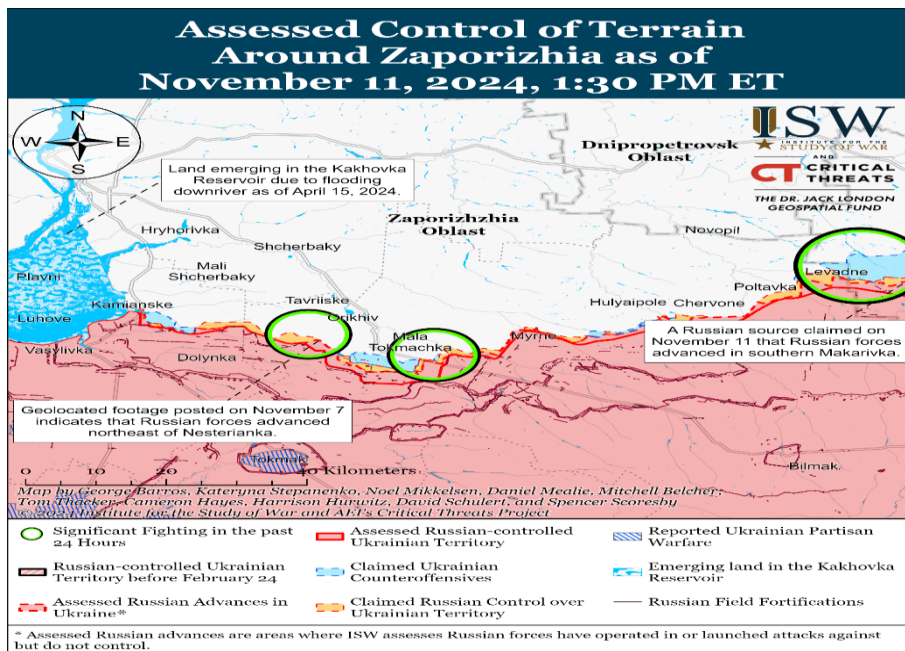 Assessed Control of Terrain
Around Zaporizhia as of
November 11, 2024, 1:30 PM ET
N
W E
S
ISW
INSTITUTE FOR THE
STUDY OF WAR
AND
CT CRITICAL
THREATS
THE DR. JACK LONDON
GEOSPATIAL FUND
Dnipropetrovsk
Oblast
Land emerging in the Kakhovka
Reservoir due to flooding
downriver as of April 15, 2024.
Zaporizhzhia
Oblast
Hryhorivka
Shcherbaky
Novopil
Mali
Shcherbaky
Plavni
Levadne
Poltavka
Kamianske
Tavriiske
Hulyaipole
Chervone
Luhove
Orikhiv
Mala
Tokmachka
Myrne
Vasylivka
Dolynka
A Russian source claimed on
November 11 that Russian forces
advanced in southern Makarivka.
Geolocated footage posted on November 7
indicates that Russian forces advanced
northeast of Nesterianka.
Tokmak
Bilmak
0 10 20 40 Kilometers
Map by George Barros, Kateryna Stepanenko, Noel Mikkelsen, Daniel Mealie, Mitchell Belcher,
Tom Thacker, Cameron Hayes, Harrison Hurwitz, David Schulert, and Spencer Scoresby
© 2024 Institute for the Study of War and AEI's Critical Threats Project
Significant Fighting in the past
24 Hours
Assessed Russian-controlled
Ukrainian Territory
Reported Ukrainian Partisan
Warfare
Russian-controlled Ukrainian
Territory before February 24
Claimed Ukrainian
Counteroffensives
Emerging land in the Kakhovka
Reservoir
Assessed Russian Advances in
Ukraine*
Claimed Russian Control over
Ukrainian Territory
Russian Field Fortifications
* Assessed Russian advances are areas where ISW assesses Russian forces have operated in or launched attacks against
but do not control.